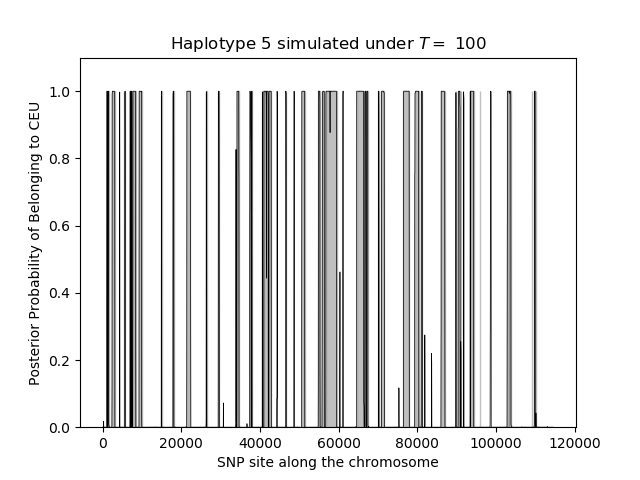 Haplotype 5 simulated under T = 100
Posterior Probability of Belonging to CEU
1.0
0.8
0.6
0.4
0.2
0.0
0 20000 40000 60000 80000 100000 120000
SNP site along the chromosome